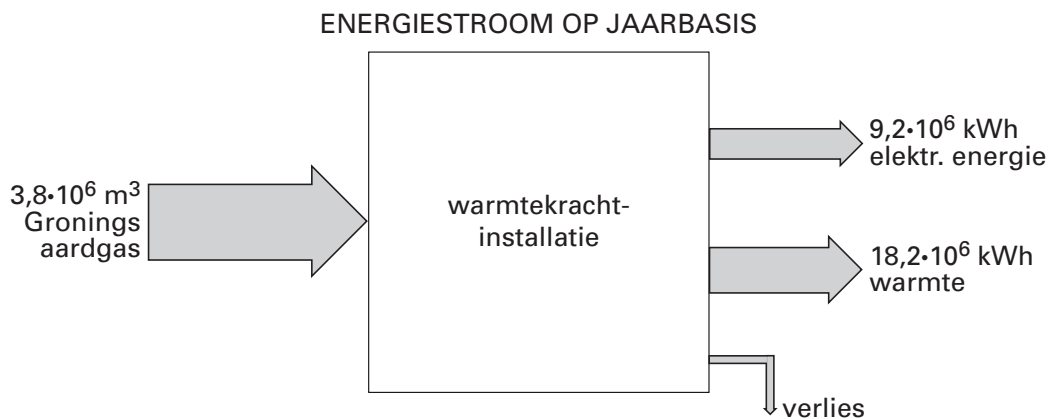 ENERGIESTROOM OP JAARBASIS
3,8•10⁶ m³
Gronings
aardgas
warmtekracht-
installatie
9,2•10⁶ kWh
elektr. energie
18,2•10⁶ kWh
warmte
verlies